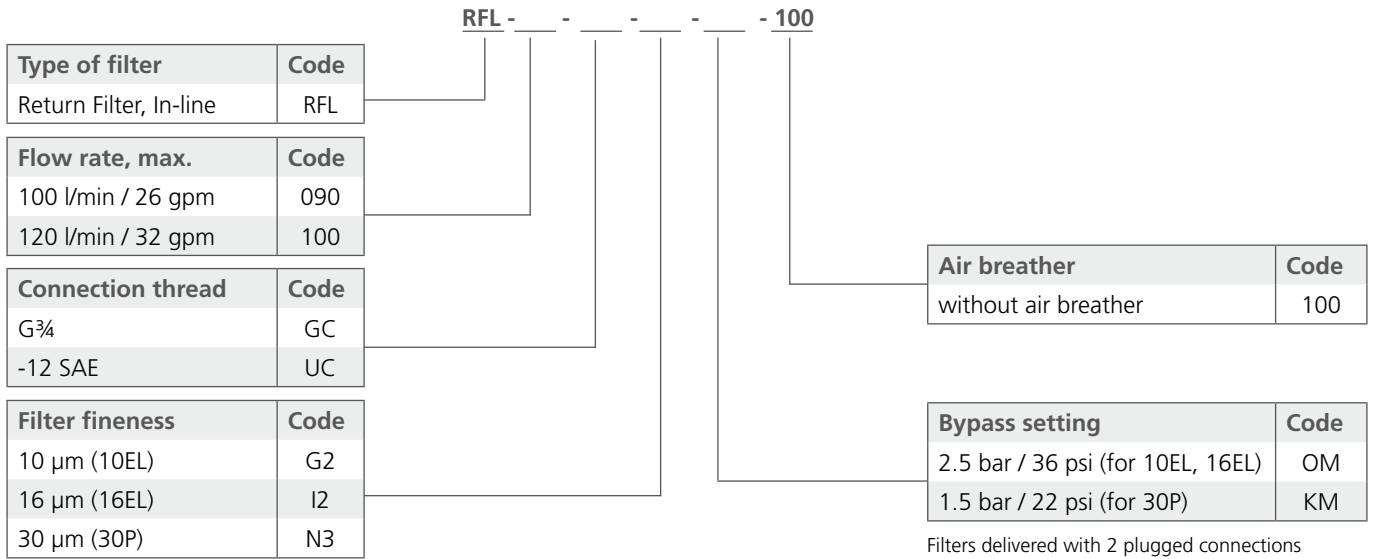 RFL - ___ - ___ - ___ - ___ - 100
Type of filter Code
Return Filter, In-line RFL
Flow rate, max. Code
100 l/min / 26 gpm 090
120 l/min / 32 gpm 100
Connection thread Code
G¾ GC
-12 SAE UC
Filter fineness Code
10 µm (10EL) G2
16 µm (16EL) I2
30 µm (30P) N3
Air breather Code
without air breather 100
Bypass setting Code
2.5 bar / 36 psi (for 10EL, 16EL) OM
1.5 bar / 22 psi (for 30P) KM
Filters delivered with 2 plugged connections